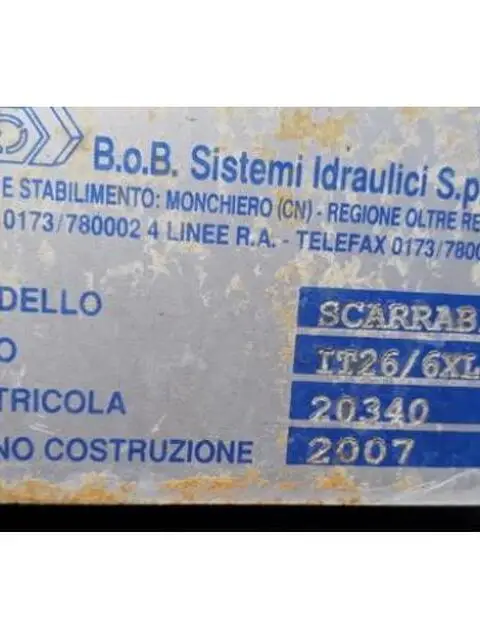 B.o.B. Sistemi Idraulici S.p
E STABILIMENTO: MONCHIERO (CN) - REGIONE OLTRE RE
0173/780002 4 LINEE R.A. - TELEFAX 0173/780
DELLO SCARRAB
O IT26/6XL
TRICOLA 20340
NO COSTRUZIONE 2007